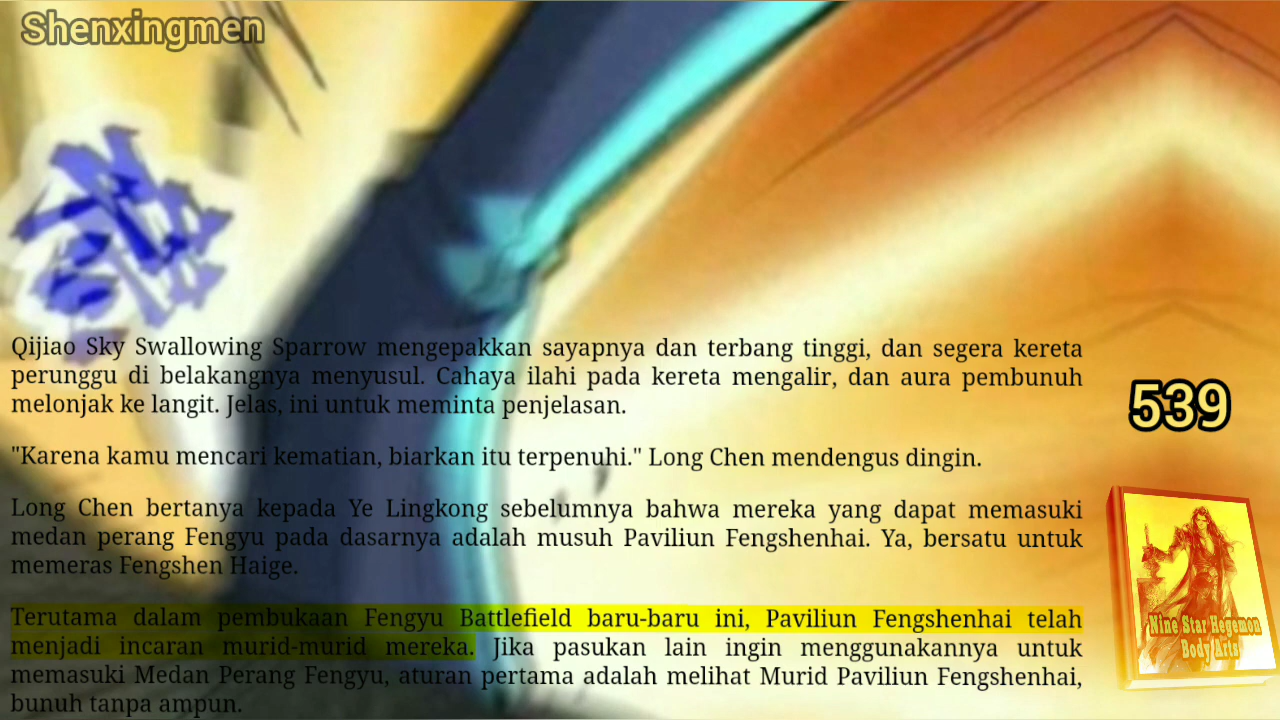 Shenxingmen
Qijiao Sky Swallowing Sparrow mengepakkan sayapnya dan terbang tinggi, dan segera kereta
perunggu di belakangnya menyusul. Cahaya ilahi pada kereta mengalir, dan aura pembunuh
melonjak ke langit. Jelas, ini untuk meminta penjelasan.
"Karena kamu mencari kematian, biarkan itu terpenuhi." Long Chen mendengus dingin.
Long Chen bertanya kepada Ye Lingkong sebelumnya bahwa mereka yang dapat memasuki
medan perang Fengyu pada dasarnya adalah musuh Paviliun Fengshenhai. Ya, bersatu untuk
memeras Fengshen Haige.
Terutama dalam pembukaan Fengyu Battlefield baru-baru ini, Paviliun Fengshenhai telah
menjadi incaran murid-murid mereka. Jika pasukan lain ingin menggunakannya untuk
memasuki Medan Perang Fengyu, aturan pertama adalah melihat Murid Paviliun Fengshenhai,
bunuh tanpa ampun.
539
Nine Star Hegemon
Body Arts